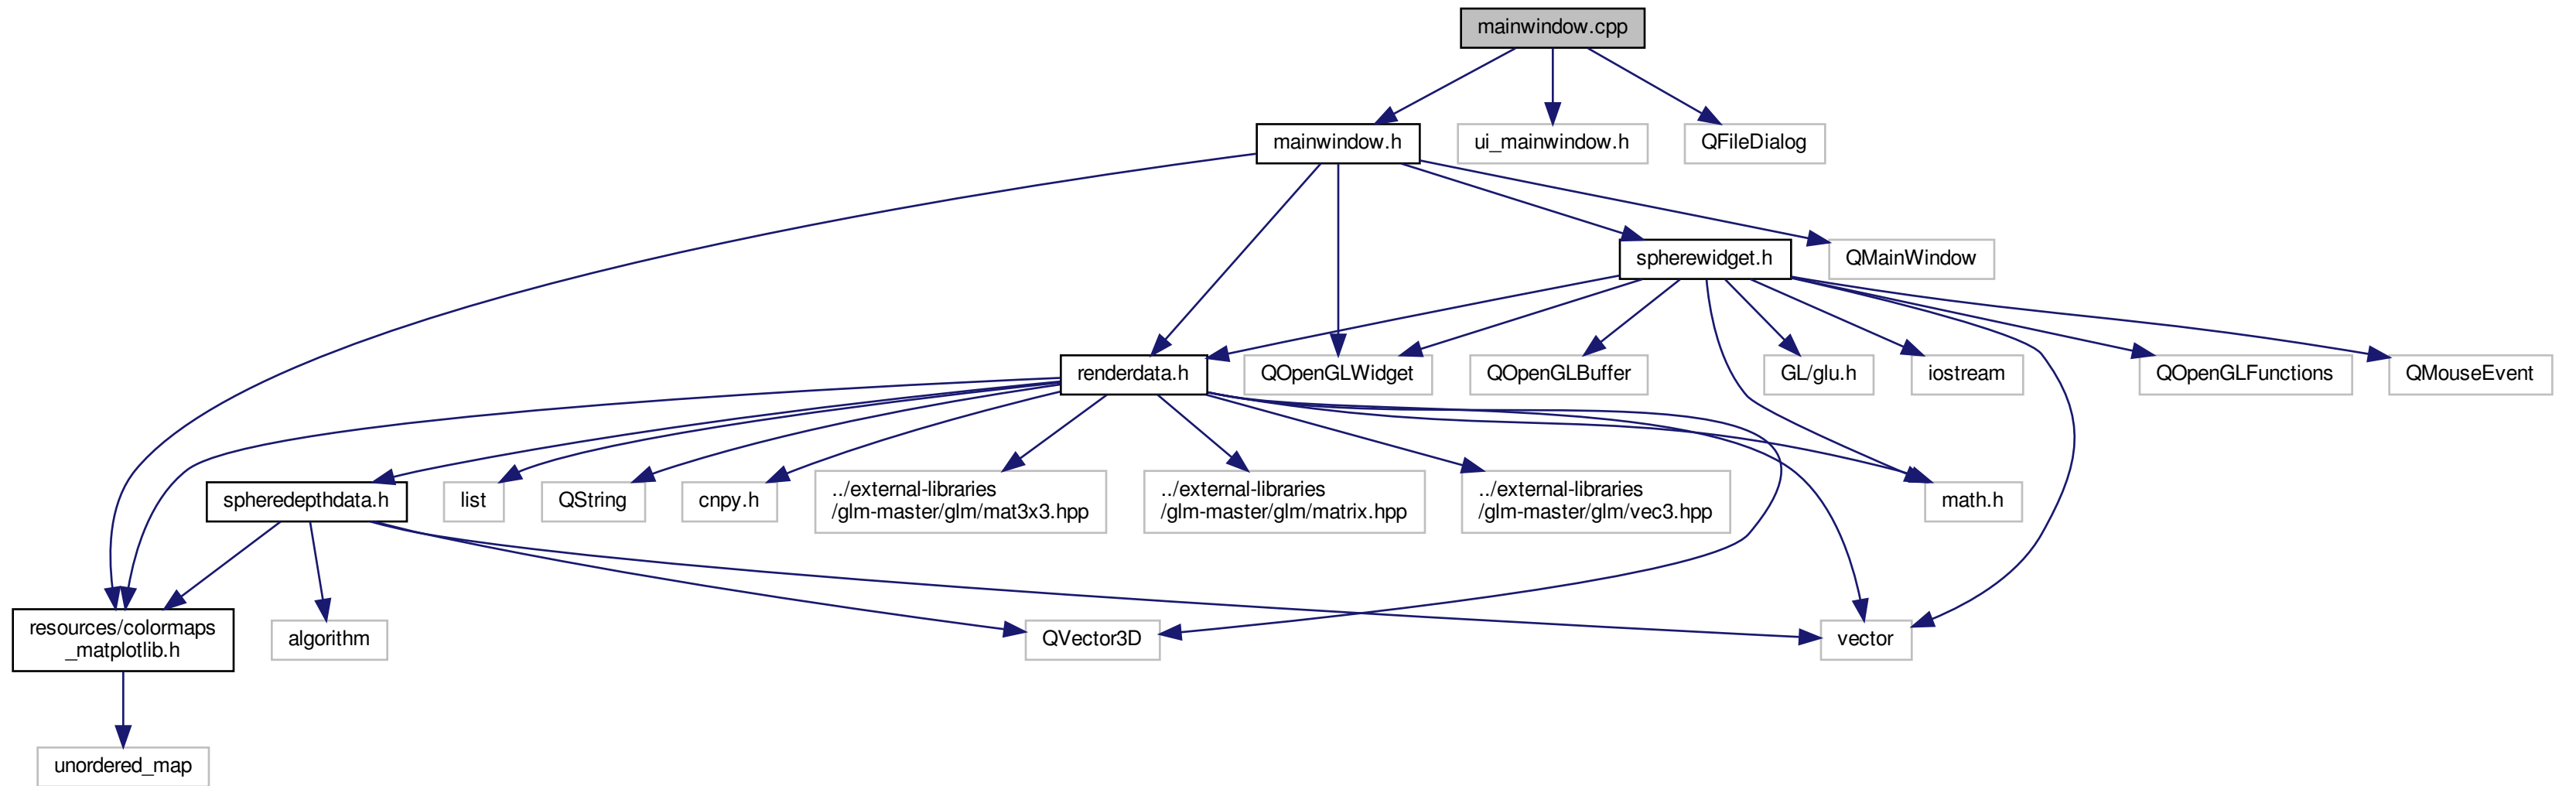 mainwindow.cpp
mainwindow.h
ui_mainwindow.h
QFileDialog
spherewidget.h
QMainWindow
renderdata.h
QOpenGLWidget
QOpenGLBuffer
GL/glu.h
iostream
QOpenGLFunctions
QMouseEvent
spheredepthdata.h
list
QString
cnpy.h
../external-libraries
/glm-master/glm/mat3x3.hpp
../external-libraries
/glm-master/glm/matrix.hpp
../external-libraries
/glm-master/glm/vec3.hpp
math.h
resources/colormaps
_matplotlib.h
algorithm
QVector3D
vector
unordered_map